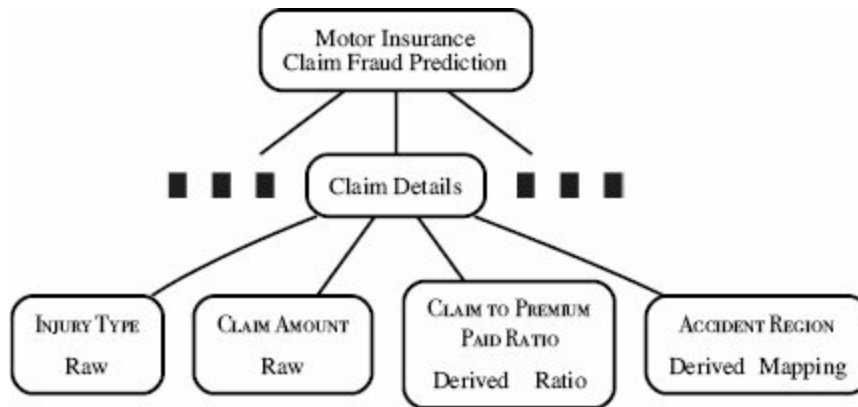 Motor Insurance
Claim Fraud Prediction
Claim Details
INJURY TYPE
Raw
CLAIM AMOUNT
Raw
CLAIM TO PREMIUM
PAID RATIO
Derived Ratio
ACCIDENT REGION
Derived Mapping